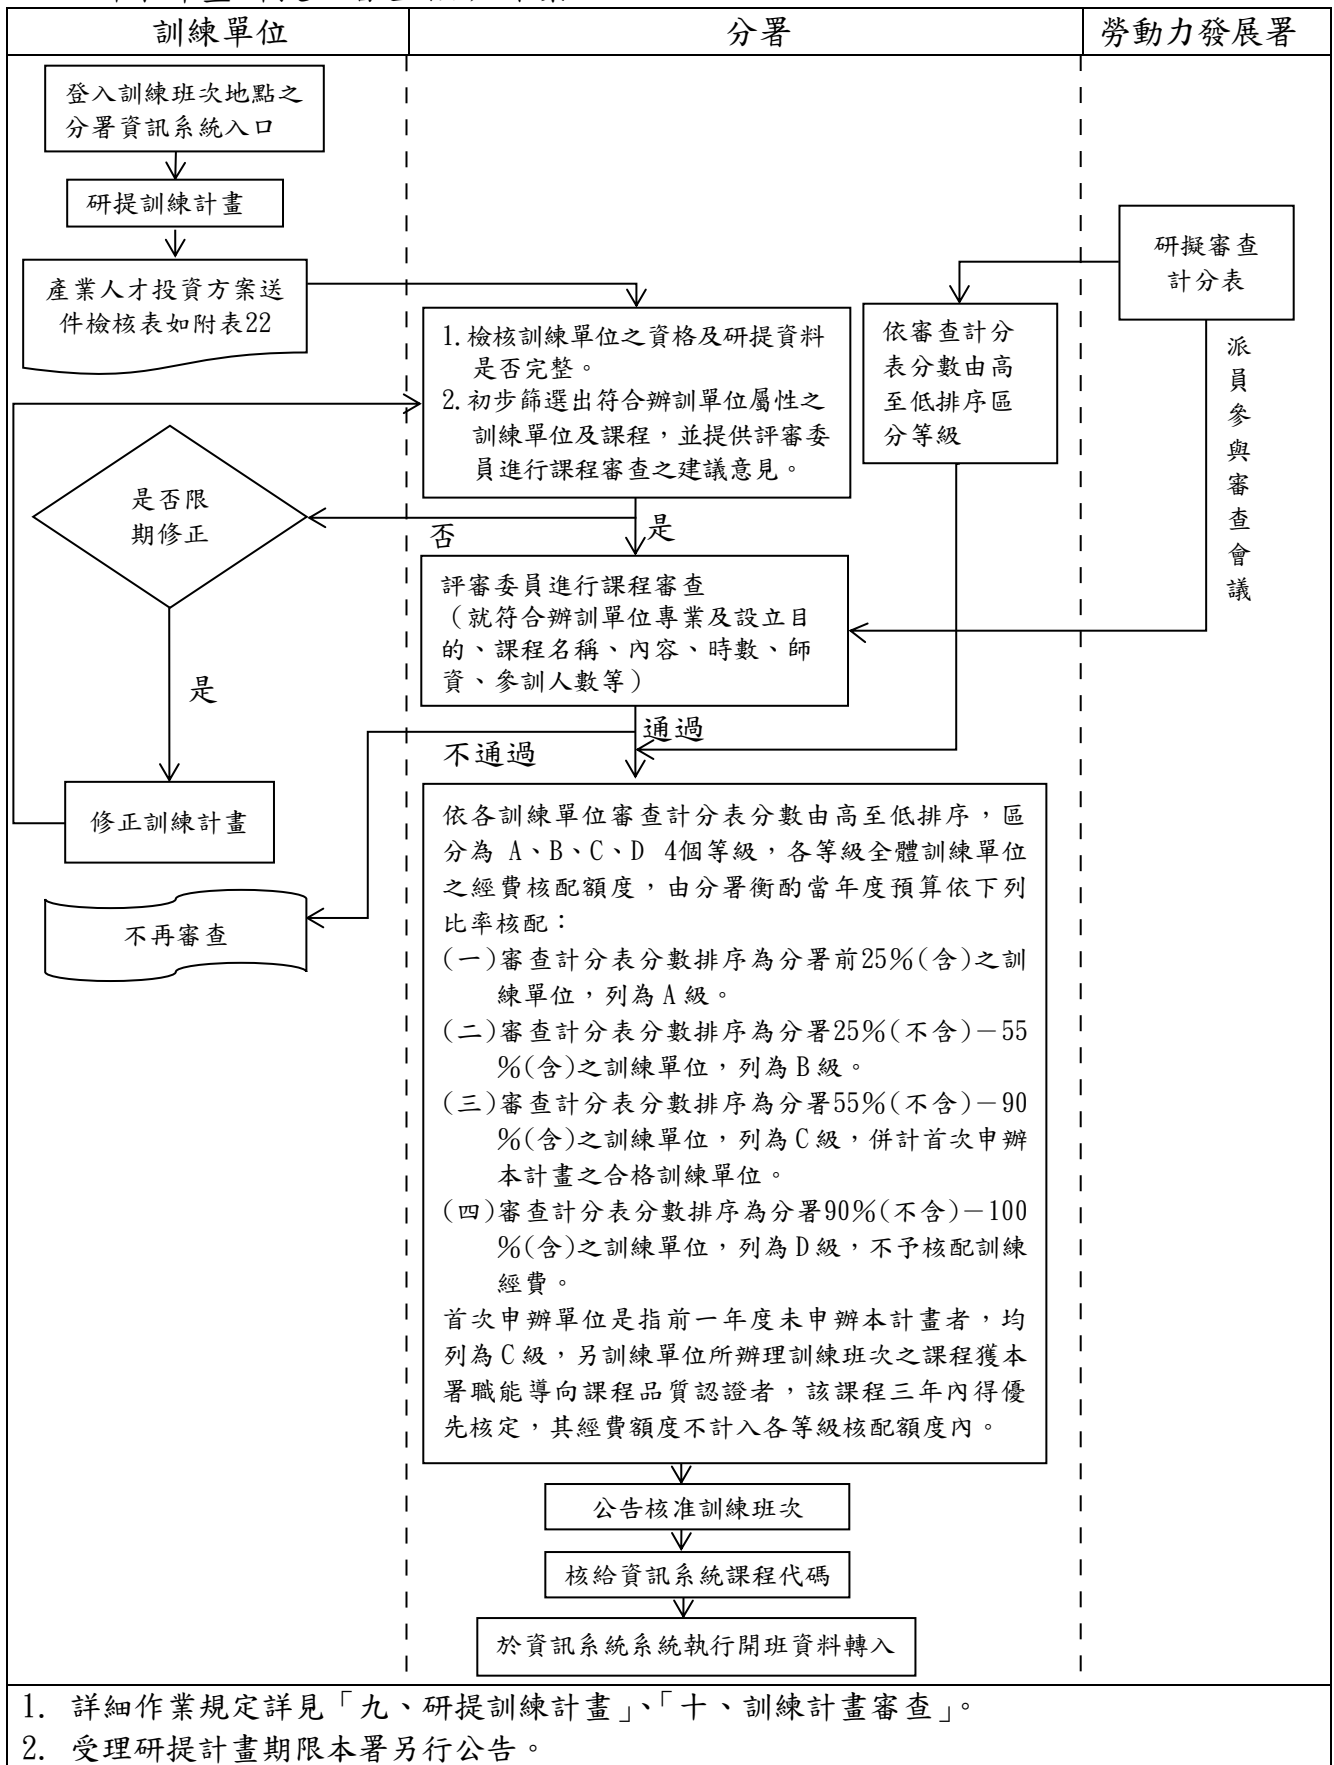 訓練單位
分署
勞動力發展署
登入訓練班次地點之
分署資訊系統入口
研提訓練計畫
產業人才投資方案送
件檢核表如附表22
1.檢核訓練單位之資格及研提資料
是否完整。
2.初步篩選出符合辦訓單位屬性之
訓練單位及課程，並提供評審委
員進行課程審查之建議意見。
依審查計分
表分數由高
至低排序區
分等級
研擬審查
計分表
派員參與審查會議
是否限
期修正
否
是
評審委員進行課程審查
（就符合辦訓單位專業及設立目
的、課程名稱、內容、時數、師
資、參訓人數等）
是
通過
不通過
修正訓練計畫
不再審查
依各訓練單位審查計分表分數由高至低排序，區
分為 A、B、C、D 4個等級，各等級全體訓練單位
之經費核配額度，由分署衡酌當年度預算依下列
比率核配：
(一)審查計分表分數排序為分署前25%(含)之訓
練單位，列為A級。
(二)審查計分表分數排序為分署25%(不含)－55
%(含)之訓練單位，列為B級。
(三)審查計分表分數排序為分署55%(不含)－90
%(含)之訓練單位，列為C級，併計首次申辦
本計畫之合格訓練單位。
(四)審查計分表分數排序為分署90%(不含)－100
%(含)之訓練單位，列為D級，不予核配訓練
經費。
首次申辦單位是指前一年度未申辦本計畫者，均
列為C級，另訓練單位所辦理訓練班次之課程獲本
署職能導向課程品質認證者，該課程三年內得優
先核定，其經費額度不計入各等級核配額度內。
公告核准訓練班次
核給資訊系統課程代碼
於資訊系統系統執行開班資料轉入
1. 詳細作業規定詳見「九、研提訓練計畫」、「十、訓練計畫審查」。
2. 受理研提計畫期限本署另行公告。